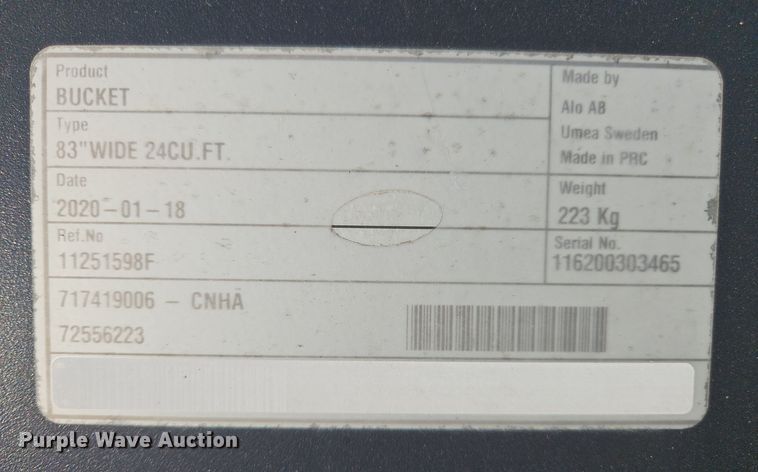 Product
BUCKET
Type
83"WIDE 24CU.FT.
Date
2020-01-18
Ref.No
11251598F
Made by
Alo AB
Umea Sweden
Made in PRC
Weight
223 Kg
Serial No.
116200303465
717419006 - CNHA
72556223
Purple Wave Auction